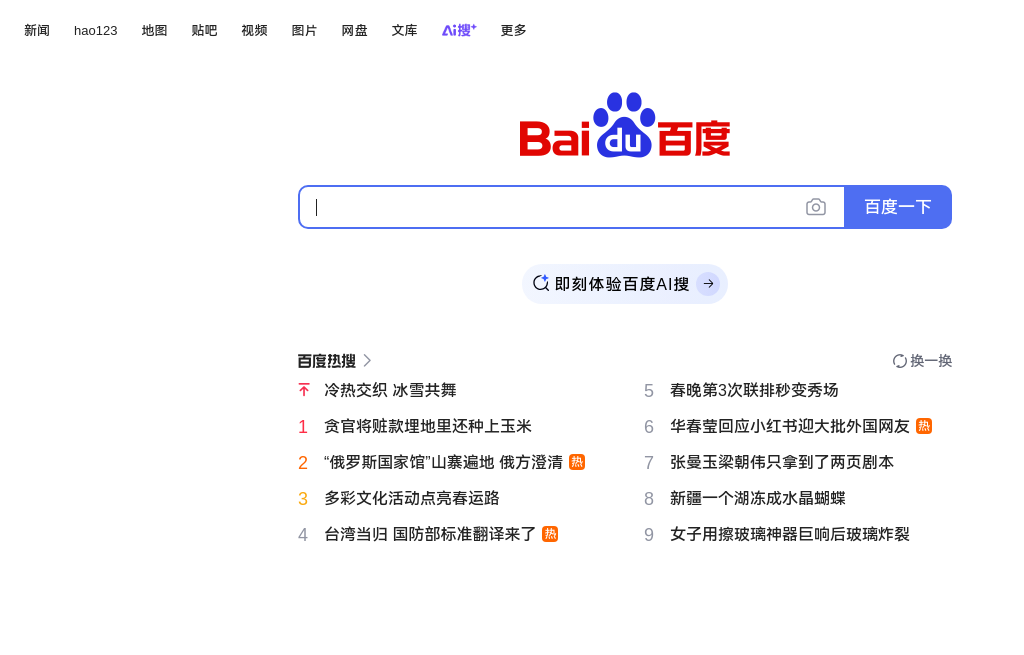 新闻 hao123 地图 贴吧 视频 图片 网盘 文库 Ai搜 更多
Bai du 百度
百度一下
即刻体验百度AI搜
百度热搜 换一换
冷热交织 冰雪共舞
1 贪官将赃款埋地里还种上玉米
2 “俄罗斯国家馆”山寨遍地 俄方澄清 热
3 多彩文化活动点亮春运路
4 台湾当归 国防部标准翻译来了 热
5 春晚第3次联排秒变秀场
6 华春莹回应小红书迎大批外国网友 热
7 张曼玉梁朝伟只拿到了两页剧本
8 新疆一个湖冻成水晶蝴蝶
9 女子用擦玻璃神器巨响后玻璃炸裂